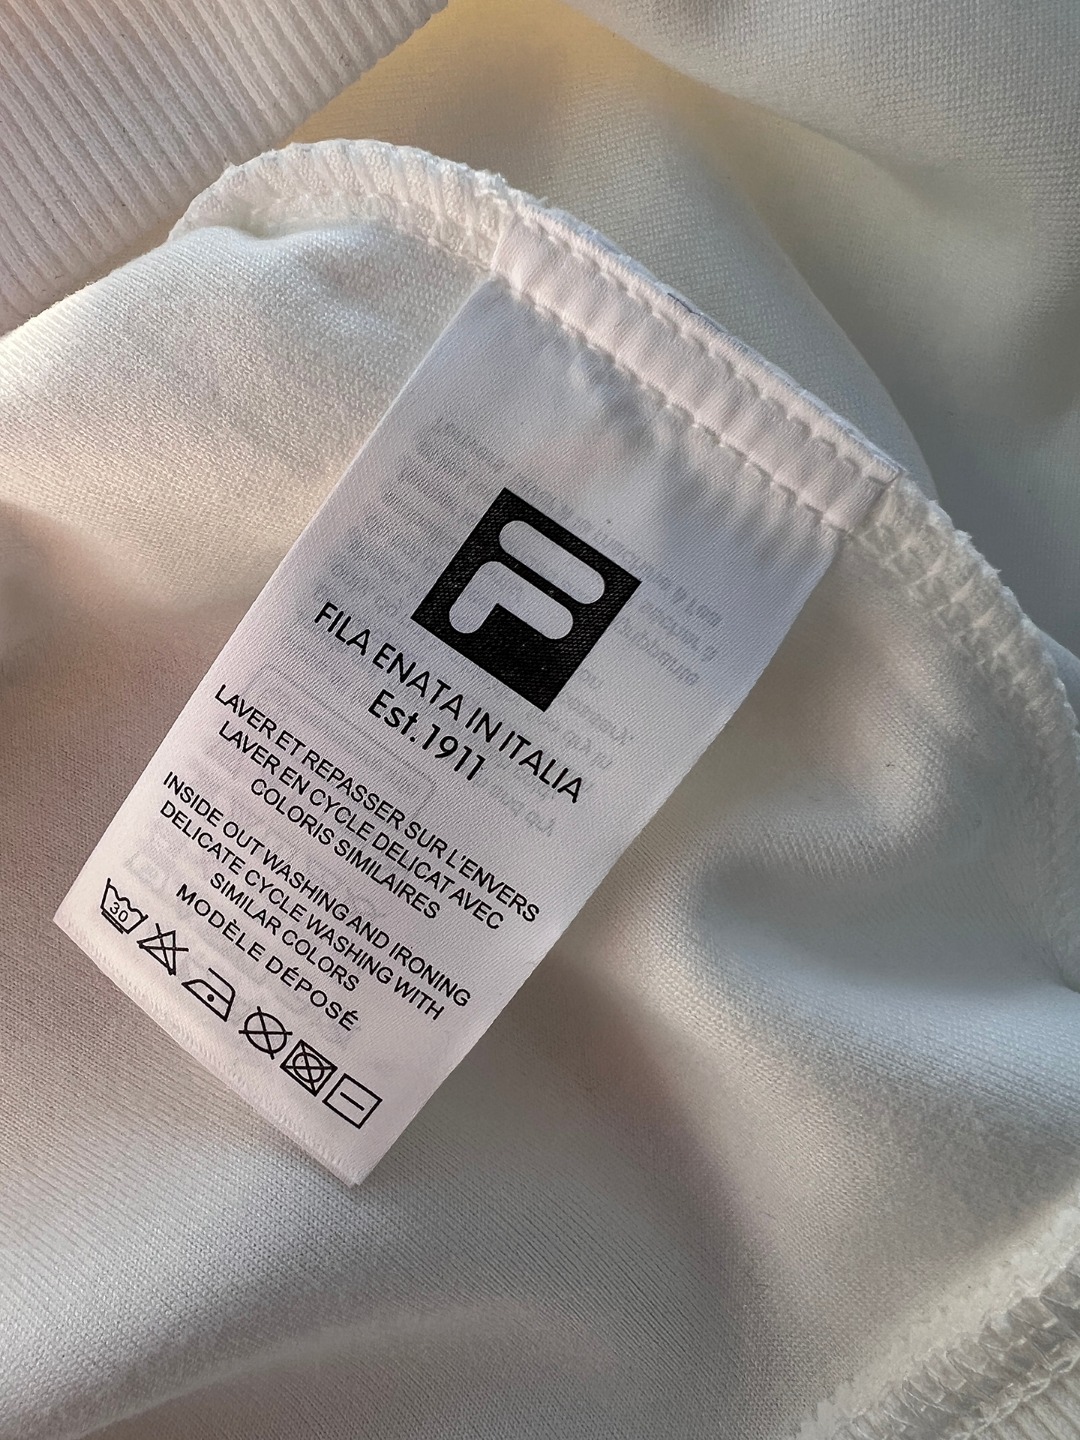 F
FILA ENATA IN ITALIA
Est.1911
LAVER ET REPASSER SUR L'ENVERS
LAVER EN CYCLE DELICAT AVEC
COLORIS SIMILAIRES
INSIDE OUT WASHING AND IRONING
DELICATE CYCLE WASHING WITH
SIMILAR COLORS
MODÈLE DÉPOSÉ
30